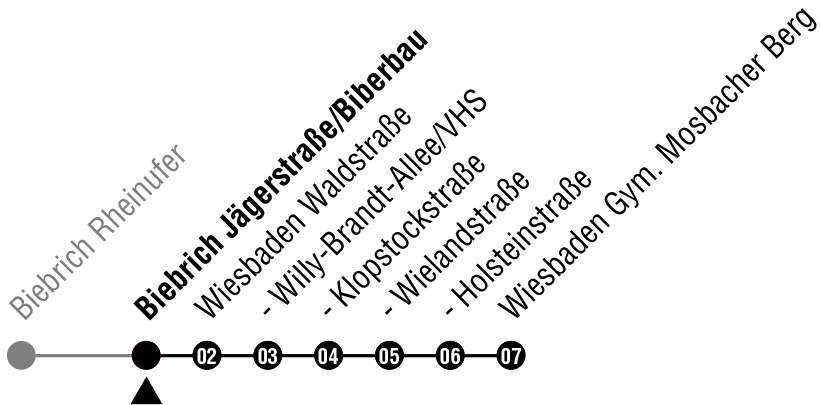 Biebrich Rheinufer
Biebrich Jägerstraße/Biberbau
Wiesbaden Waldstraße
- Willy-Brandt-Allee/VHS
- Klopstockstraße
- Wielandstraße
- Holsteinstraße
Wiesbaden Gym. Mosbacher Berg
02 03 04 05 06 07